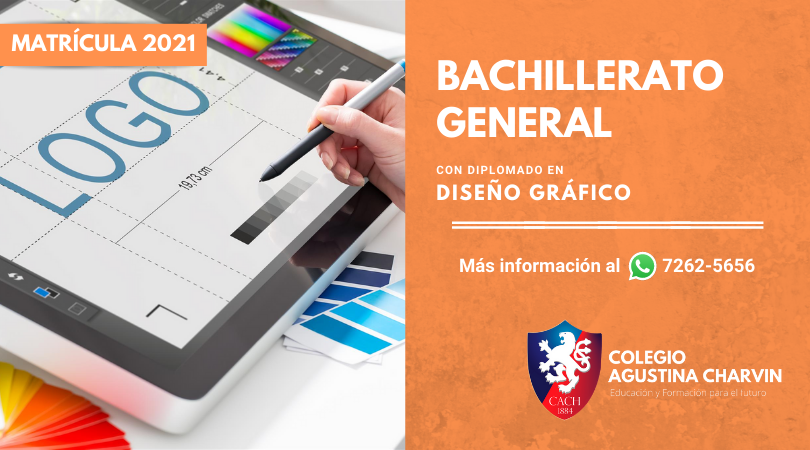 MATRÍCULA 2021
LOGO
19,73 cm
BACHILLERATO
GENERAL
CON DIPLOMADO EN
DISEÑO GRÁFICO
Más información al 7262-5656
CACH
1884
COLEGIO
AGUSTINA CHARVIN
Educación y Formación para el futuro